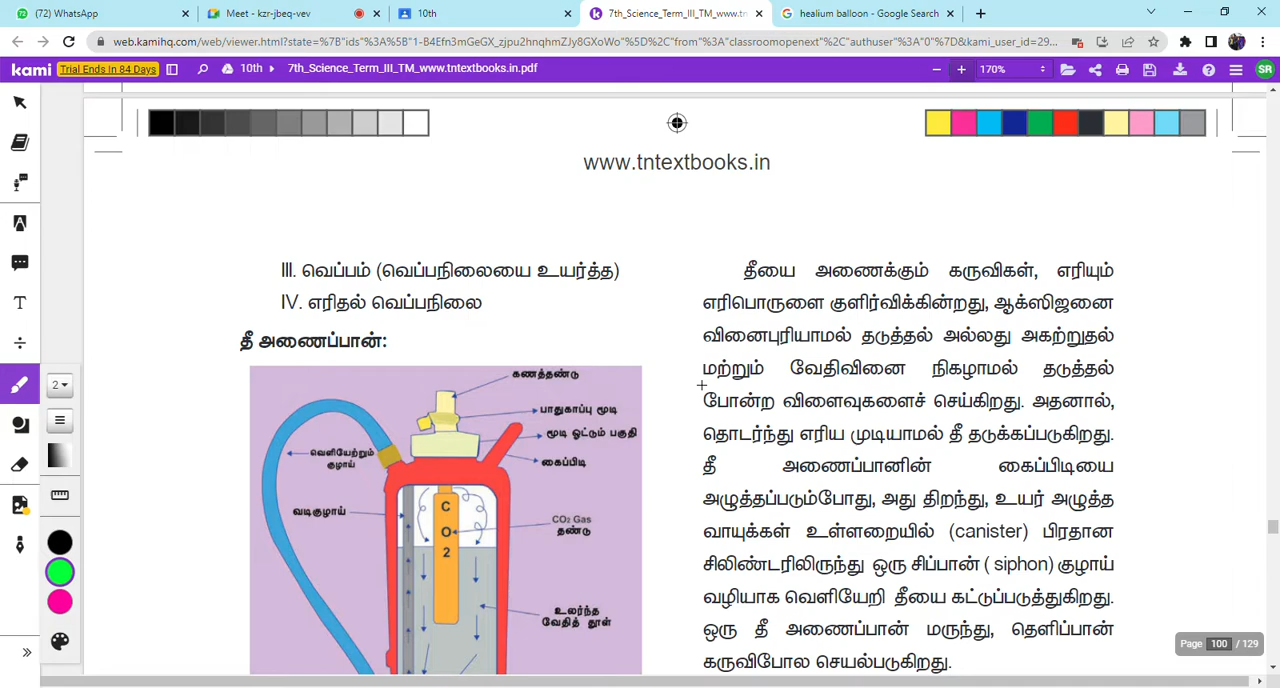 (72) WhatsApp
Meet - kzr-jbeq-vev
10th
7th_Science_Term_III_TM_www.tn
healium balloon - Google Search
web.kamihq.com/web/viewer.html?state=%7B"ids"%3A%5B"1-B4Efn3mGeGX_zjpu2hnqhmZJy8GXoWo"%5D%2C"from"%3A"classroomopenext"%2C"authuser"%3A"0"%7D&kami_user_id=29...
kami
Trial Ends In 84 Days
10th
7th_Science_Term_III_TM_www.tntextbooks.in.pdf
170%
SR
www.tntextbooks.in
III. வெப்பம் (வெப்பநிலையை உயர்த்த)
IV. எரிதல் வெப்பநிலை
தீ அணைப்பான்:
கணத்தண்டு
பாதுகாப்பு மூடி
மூடி ஓட்டும் பகுதி
கைப்பிடி
வெளியேற்றும்
குழாய்
வடிகுழாய்
C
O
2
CO2 Gas
தண்டு
உலர்ந்த
வேதித் தூள்
தீயை அணைக்கும் கருவிகள், எரியும்
எரிபொருளை குளிர்விக்கின்றது, ஆக்ஸிஜனை
வினைபுரியாமல் தடுத்தல் அல்லது அகற்றுதல்
மற்றும் வேதிவினை நிகழாமல் தடுத்தல்
போன்ற விளைவுகளைச் செய்கிறது. அதனால்,
தொடர்ந்து எரிய முடியாமல் தீ தடுக்கப்படுகிறது.
தீ அணைப்பானின் கைப்பிடியை
அழுத்தப்படும்போது, அது திறந்து, உயர் அழுத்த
வாயுக்கள் உள்ளறையில் (canister) பிரதான
சிலிண்டரிலிருந்து ஒரு சிப்பான் ( siphon) குழாய்
வழியாக வெளியேறி தீயை கட்டுப்படுத்துகிறது.
ஒரு தீ அணைப்பான் மருந்து, தெளிப்பான்
கருவிபோல செயல்படுகிறது.
2
Page 100 / 129